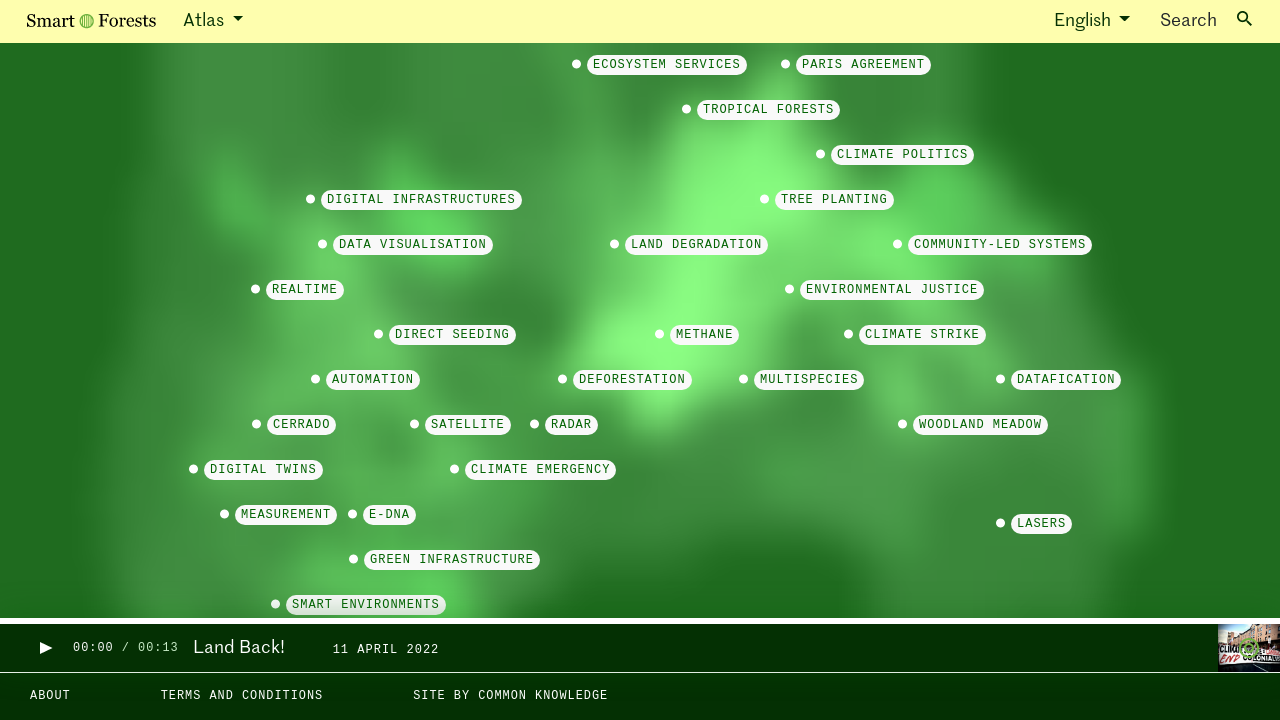 Smart Forests Atlas English Search
ECOSYSTEM SERVICES PARIS AGREEMENT
TROPICAL FORESTS
CLIMATE POLITICS
DIGITAL INFRASTRUCTURES TREE PLANTING
DATA VISUALISATION LAND DEGRADATION COMMUNITY-LED SYSTEMS
REALTIME ENVIRONMENTAL JUSTICE
DIRECT SEEDING METHANE CLIMATE STRIKE
AUTOMATION DEFORESTATION MULTISPECIES DATAFICATION
CERRADO SATELLITE RADAR WOODLAND MEADOW
DIGITAL TWINS CLIMATE EMERGENCY
MEASUREMENT E-DNA
LASERS
GREEN INFRASTRUCTURE
SMART ENVIRONMENTS
00:00 / 00:13 Land Back! 11 APRIL 2022
END
ABOUT TERMS AND CONDITIONS SITE BY COMMON KNOWLEDGE